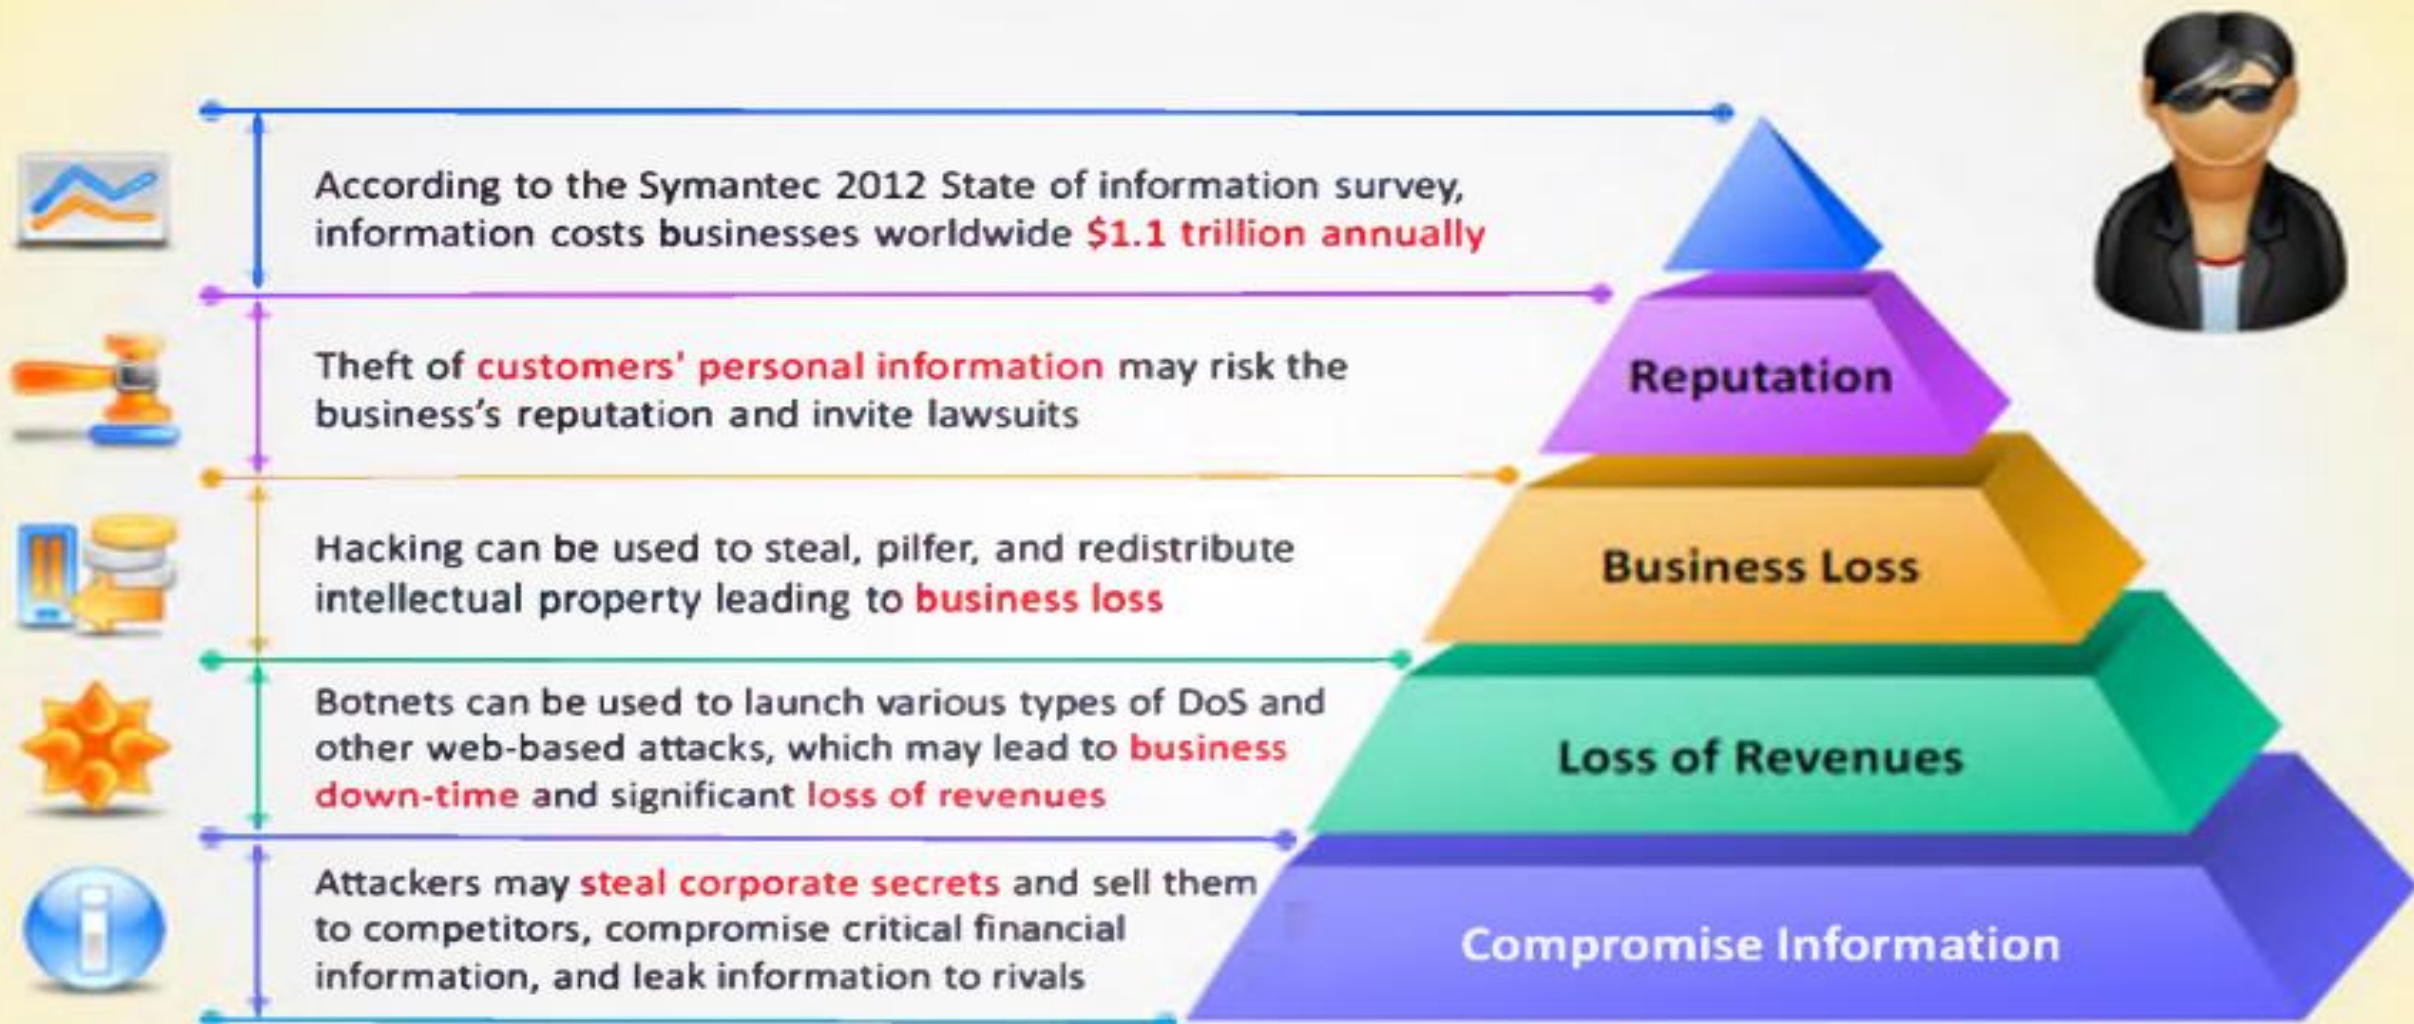 According to the Symantec 2012 State of information survey,
information costs businesses worldwide $1.1 trillion annually
Theft of customers' personal information may risk the
business's reputation and invite lawsuits
Reputation
Hacking can be used to steal, pilfer, and redistribute
intellectual property leading to business loss
Business Loss
Botnets can be used to launch various types of DoS and
other web-based attacks, which may lead to business
down-time and significant loss of revenues
Loss of Revenues
Attackers may steal corporate secrets and sell them
to competitors, compromise critical financial
information, and leak information to rivals
Compromise Information